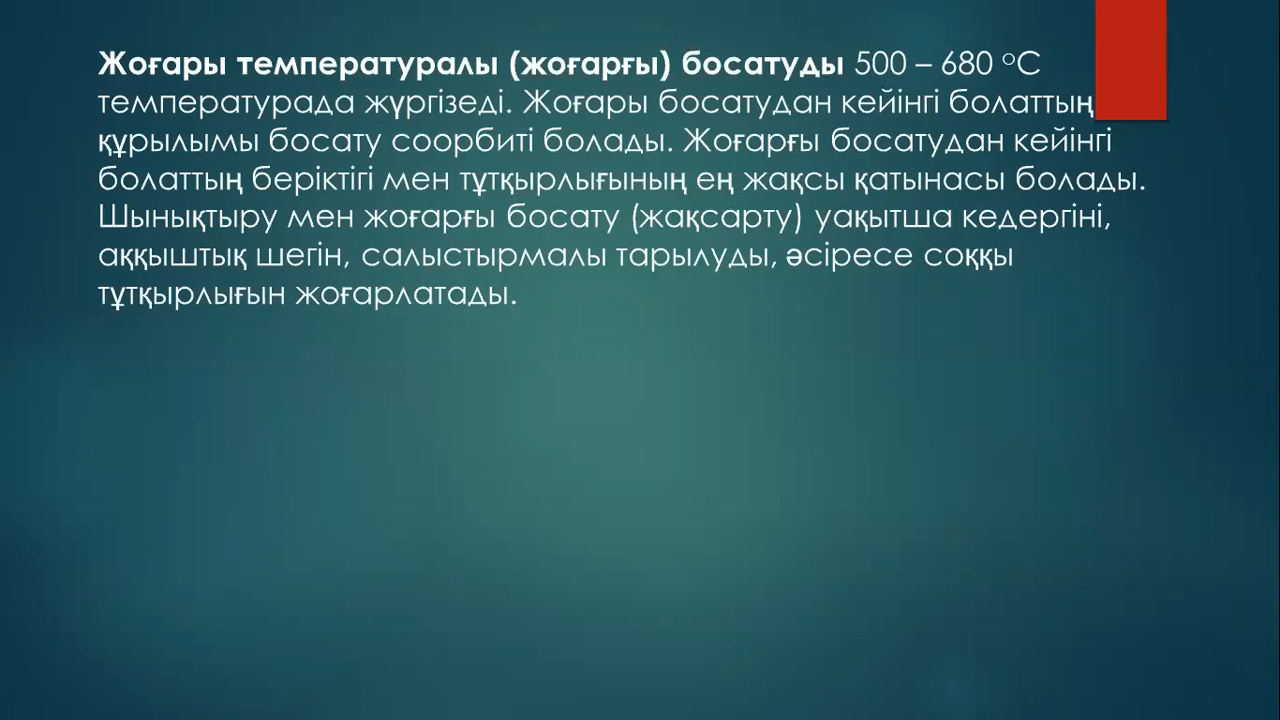 Жоғары температуралы (жоғарғы) босатуды 500 – 680 °С
температурада жүргізеді. Жоғары босатудан кейінгі болаттың
құрылымы босату соорбиті болады. Жоғарғы босатудан кейінгі
болаттың беріктігі мен тұтқырлығының ең жақсы қатынасы болады.
Шынықтыру мен жоғарғы босату (жақсарту) уақытша кедергіні,
аққыштық шегін, салыстырмалы тарылуды, әсіресе соққы
тұтқырлығын жоғарлатады.